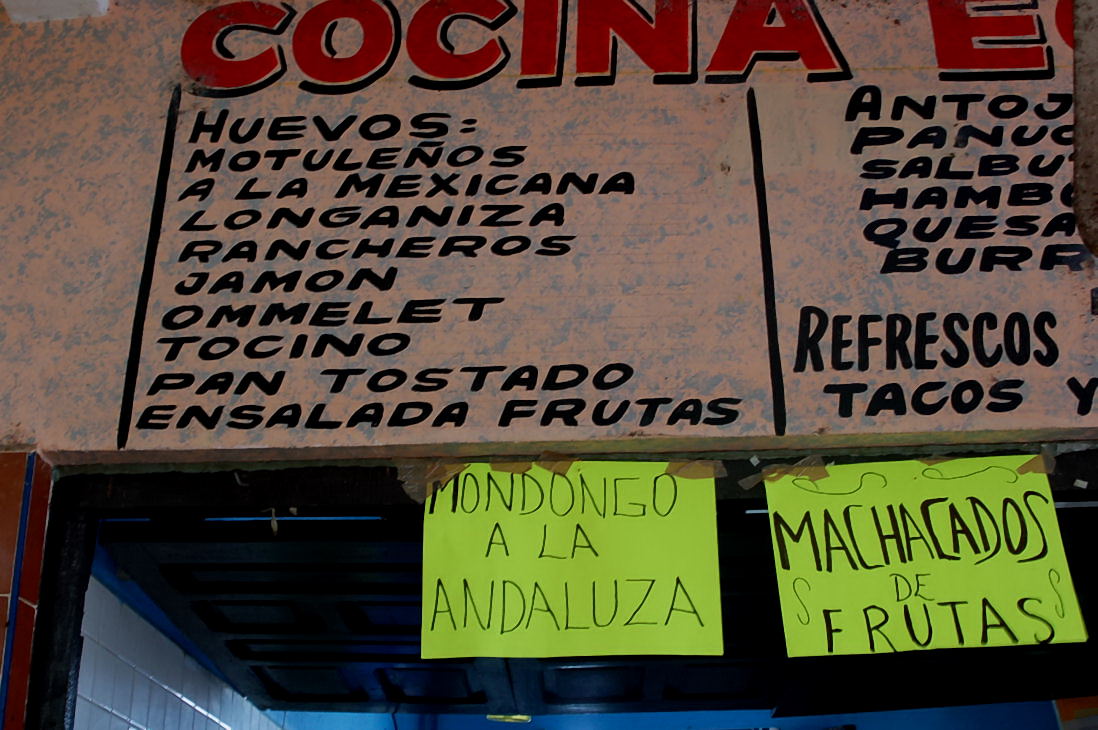 COCINA
HUEVOS:
MOTULEÑOS
A LA MEXICANA
LONGANIZA
RANCHEROS
JAMON
OMMELET
TOCINO
PAN TOSTADO
ENSALADA FRUTAS
REFRESCOS
TACOS Y
MONDONGO
A LA
ANDALUZA
MACHACADOS
DE
FRUTAS